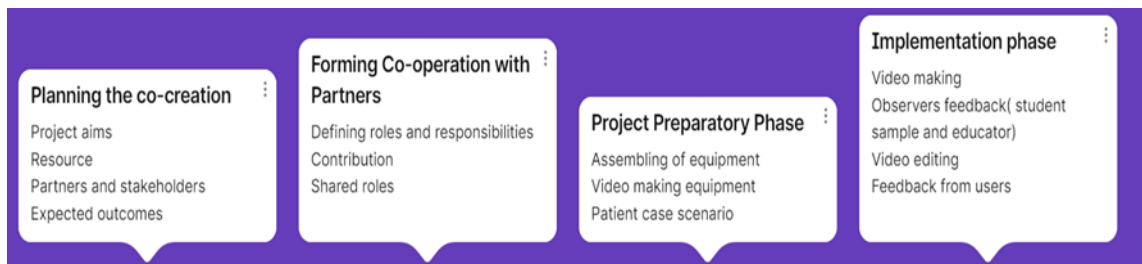 Planning the co-creation
Project aims
Resource
Partners and stakeholders
Expected outcomes
Forming Co-operation with
Partners
Defining roles and responsibilities
Contribution
Shared roles
Project Preparatory Phase
Assembling of equipment
Video making equipment
Patient case scenario
Implementation phase
Video making
Observers feedback( student
sample and educator)
Video editing
Feedback from users